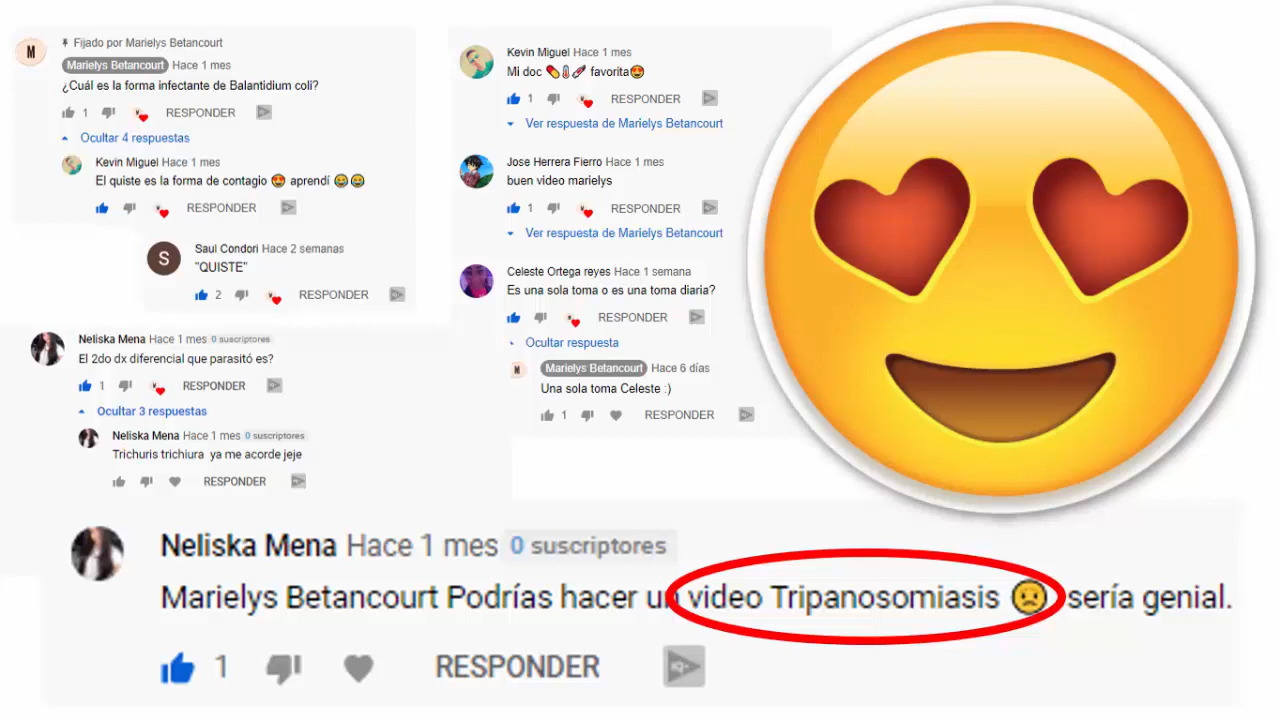 M
Fijado por Marielys Betancourt
Marielys Betancourt Hace 1 mes
¿Cuál es la forma infectante de Balantidium coli?
1 RESPONDER
Ocultar 4 respuestas
Kevin Miguel Hace 1 mes
El quiste es la forma de contagio 😍 aprendí 😂😂
RESPONDER
S
Saul Condori Hace 2 semanas
"QUISTE"
2 RESPONDER
Neliska Mena Hace 1 mes 0 suscriptores
El 2do dx diferencial que parasitó es?
1 RESPONDER
Ocultar 3 respuestas
Neliska Mena Hace 1 mes 0 suscriptores
Trichuris trichiura ya me acorde jeje
RESPONDER
Kevin Miguel Hace 1 mes
Mi doc 💊🌡️💉 favorita😍
1 RESPONDER
Ver respuesta de Marielys Betancourt
Jose Herrera Fierro Hace 1 mes
buen video marielys
1 RESPONDER
Ver respuesta de Marielys Betancourt
Celeste Ortega reyes Hace 1 semana
Es una sola toma o es una toma diaria?
RESPONDER
Ocultar respuesta
M
Marielys Betancourt Hace 6 días
Una sola toma Celeste :)
1 RESPONDER
Neliska Mena Hace 1 mes 0 suscriptores
Marielys Betancourt Podrías hacer un video Tripanosomiasis 🙁 sería genial.
1 RESPONDER